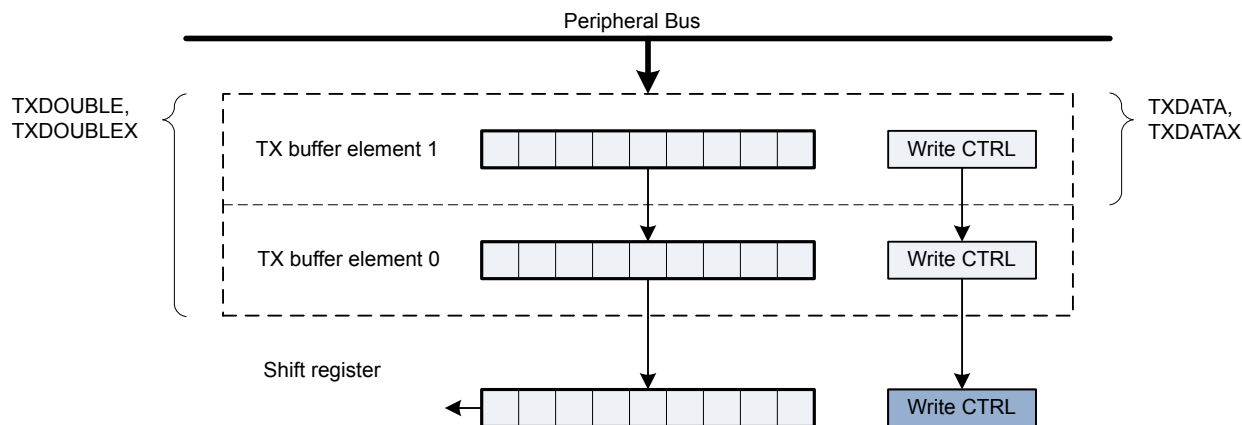 Peripheral Bus
TXDOUBLE,
TXDOUBLEX
TXDATA,
TXDATAX
TX buffer element 1
Write CTRL
TX buffer element 0
Write CTRL
Shift register
Write CTRL